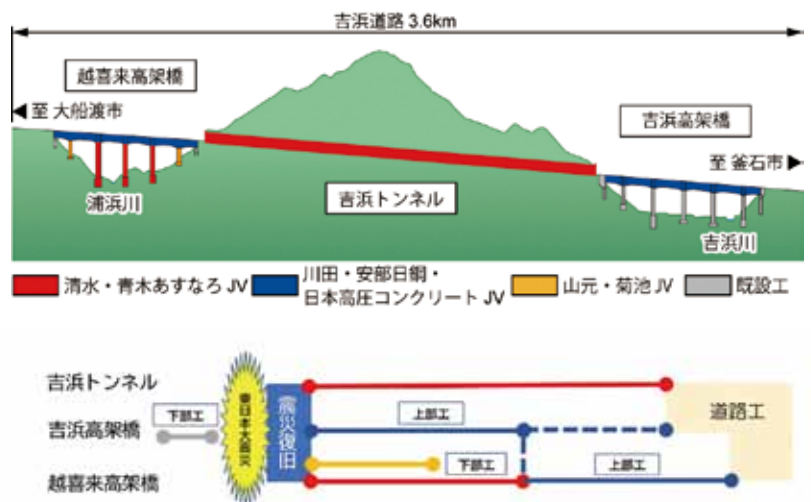 吉浜道路 3.6km
越喜来高架橋
至 大船渡市
吉浜高架橋
至 釜石市
浦浜川
吉浜トンネル
吉浜川
清水・青木あすなろ JV
川田・安部日鋼・
日本高圧コンクリート JV
山元・菊池 JV
既設工
吉浜トンネル
吉浜高架橋
越喜来高架橋
下部工
東日本大震災
震災復旧
上部工
下部工
上部工
道路工